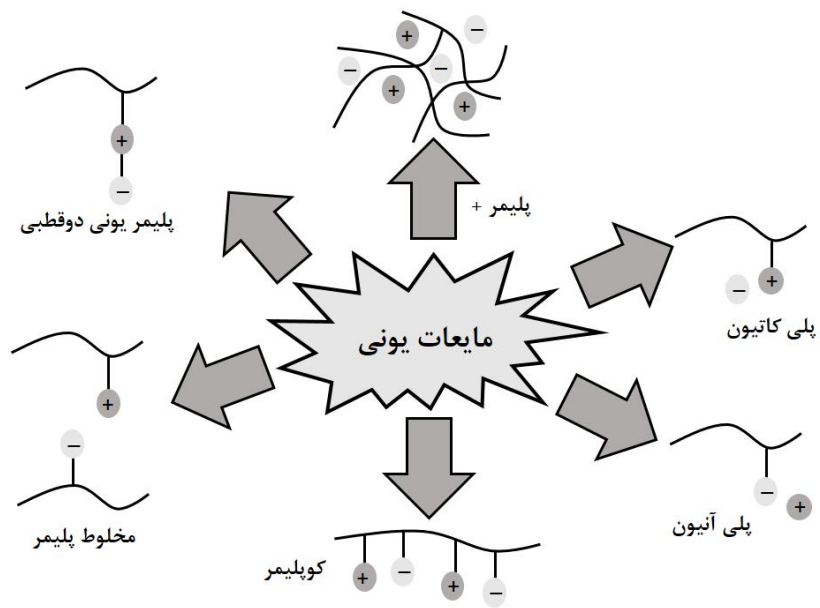 پلیمر +
پلیمر یونی دوقطبی
پلی کاتیون
مایعات یونی
پلی آنیون
مخلوط پلیمر
کوپلیمر